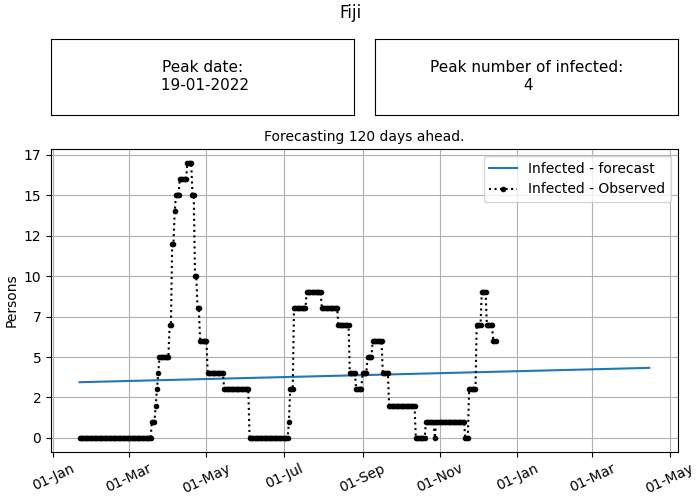 Fiji
Peak date:
19-01-2022
Peak number of infected:
4
Forecasting 120 days ahead.
Infected - forecast
Infected - Observed
Persons
17
15
12
10
7
5
2
0
01-Jan
01-Mar
01-May
01-Jul
01-Sep
01-Nov
01-Jan
01-Mar
01-May